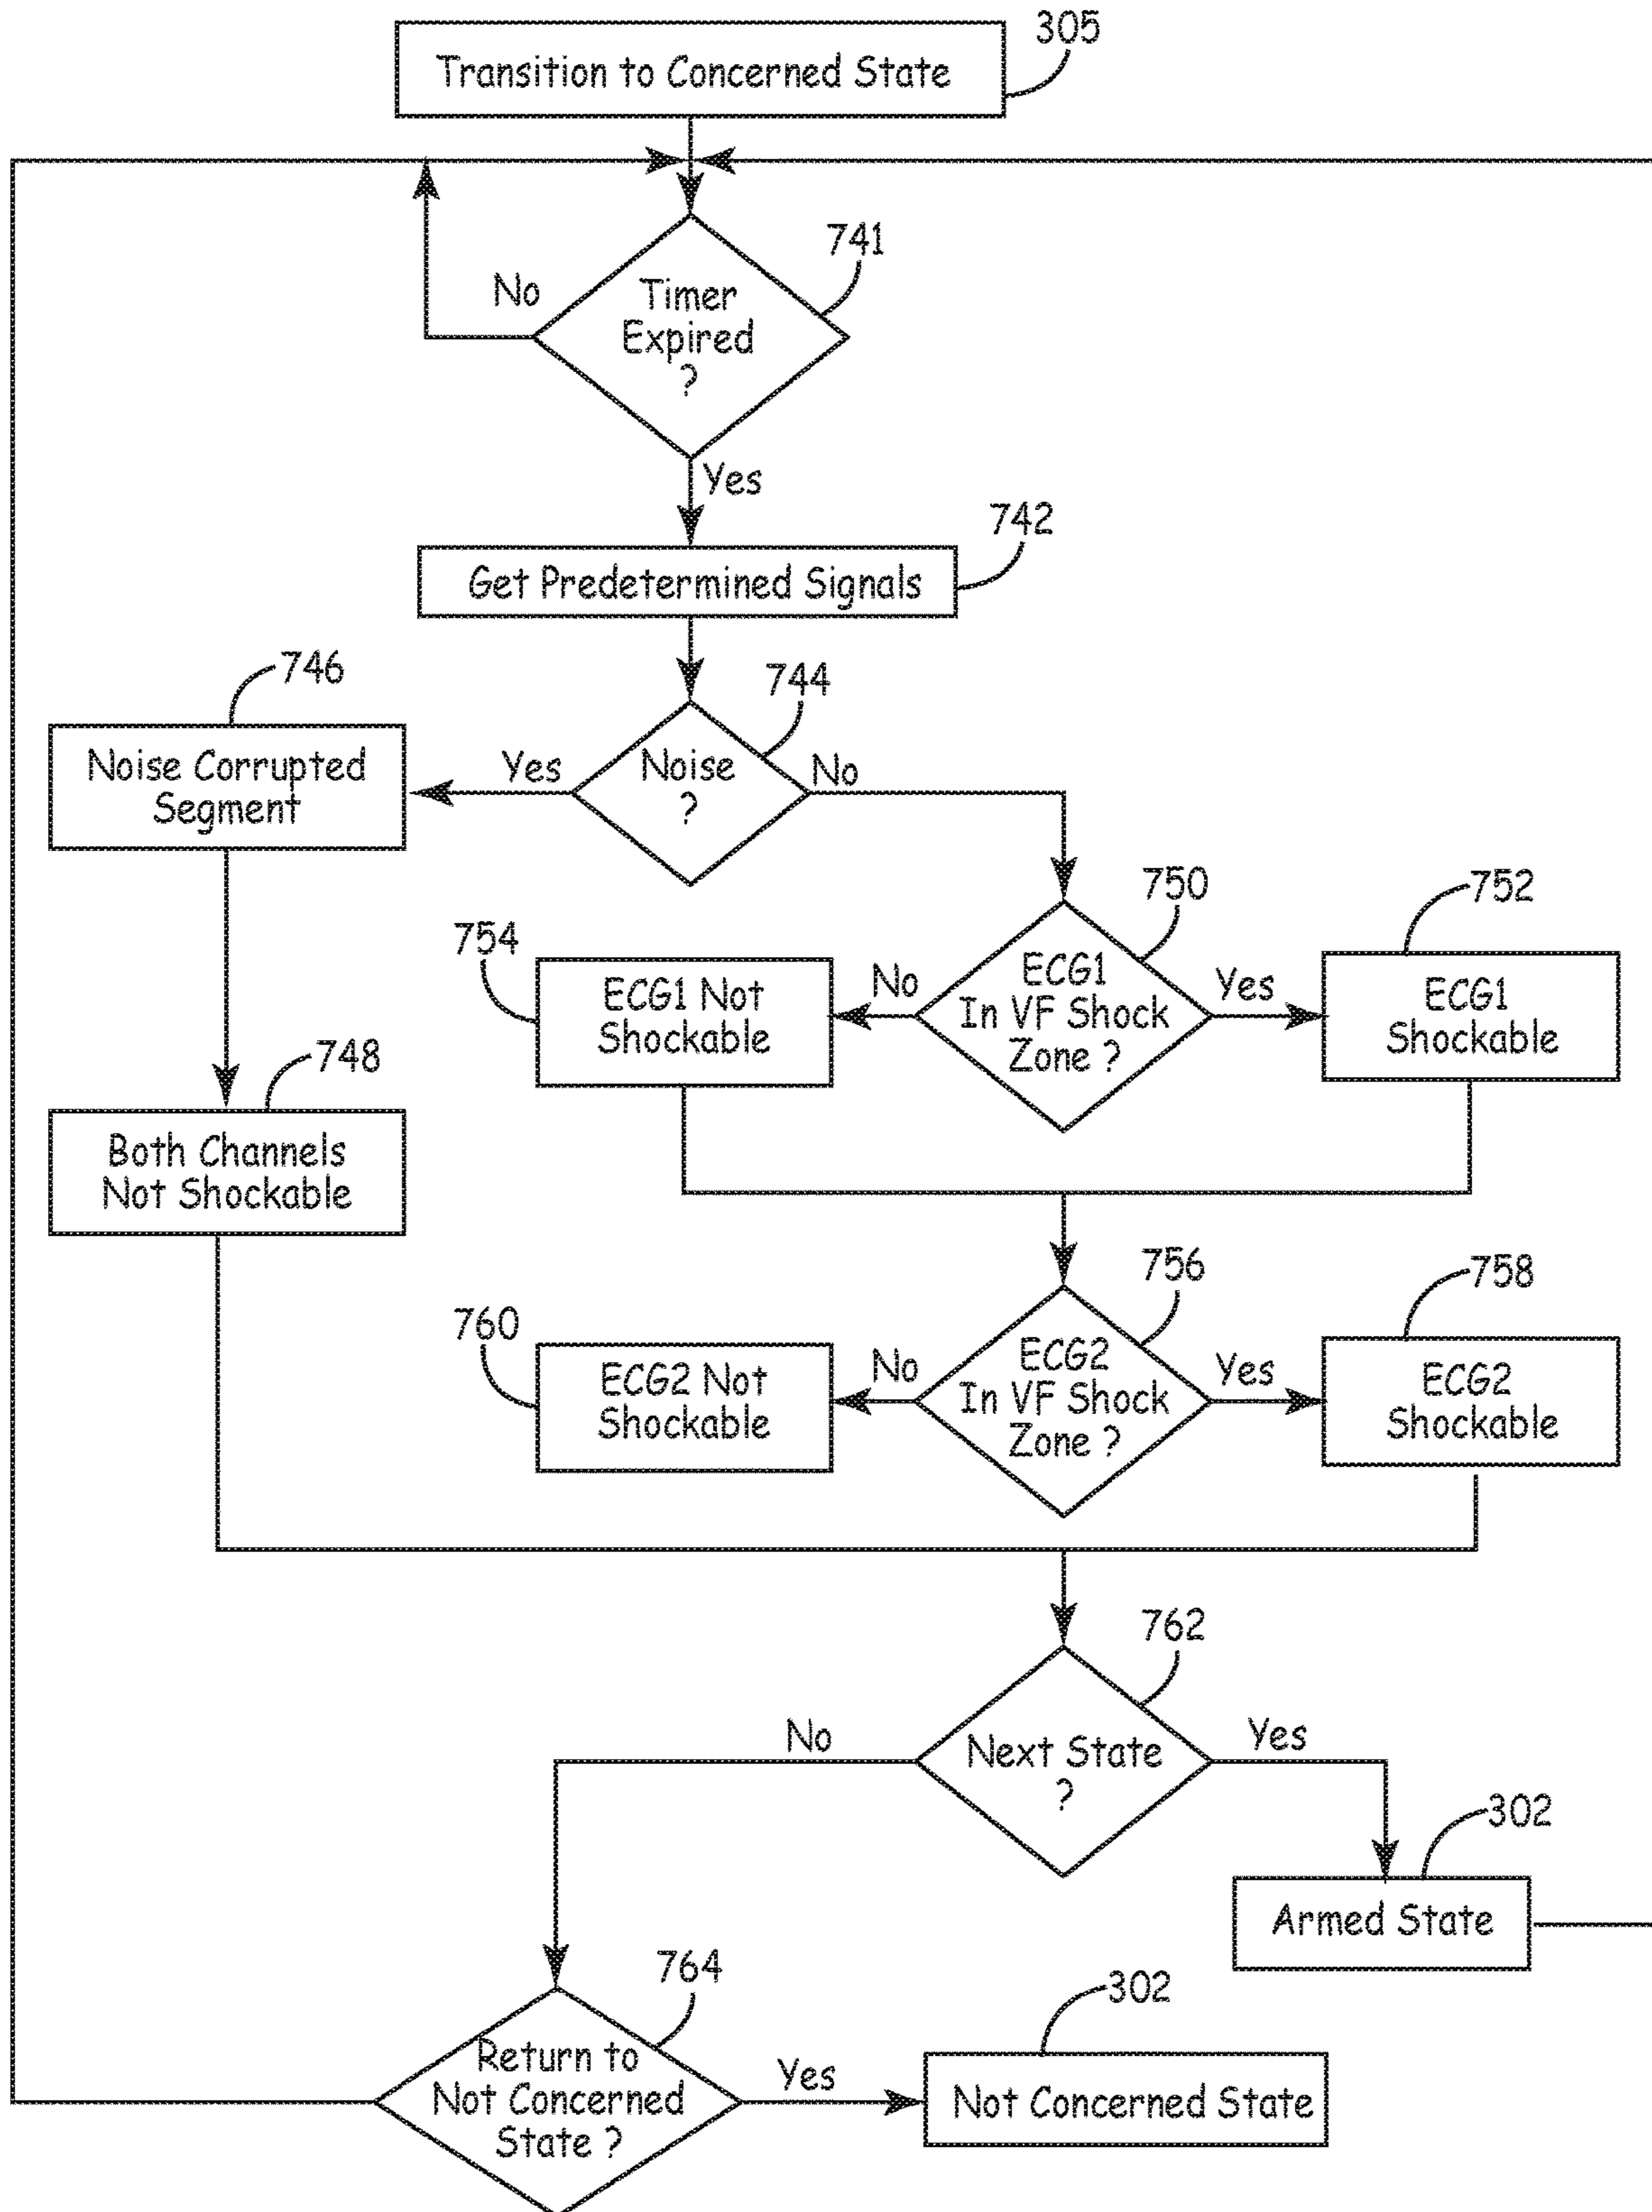 305
Transition to Concerned State
741
No
Timer
Expired
?
Yes
742
Get Predetermined Signals
746
744
Noise Corrupted
Segment
Yes
Noise
?
No
750
752
754
ECG1 Not
Shockable
No
ECG1
In VF Shock
Zone ?
Yes
ECG1
Shockable
748
Both Channels
Not Shockable
756
758
760
ECG2 Not
Shockable
No
ECG2
In VF Shock
Zone ?
Yes
ECG2
Shockable
762
No
Next State
?
Yes
302
Armed State
764
302
Return to
Not Concerned
State ?
Yes
Not Concerned State